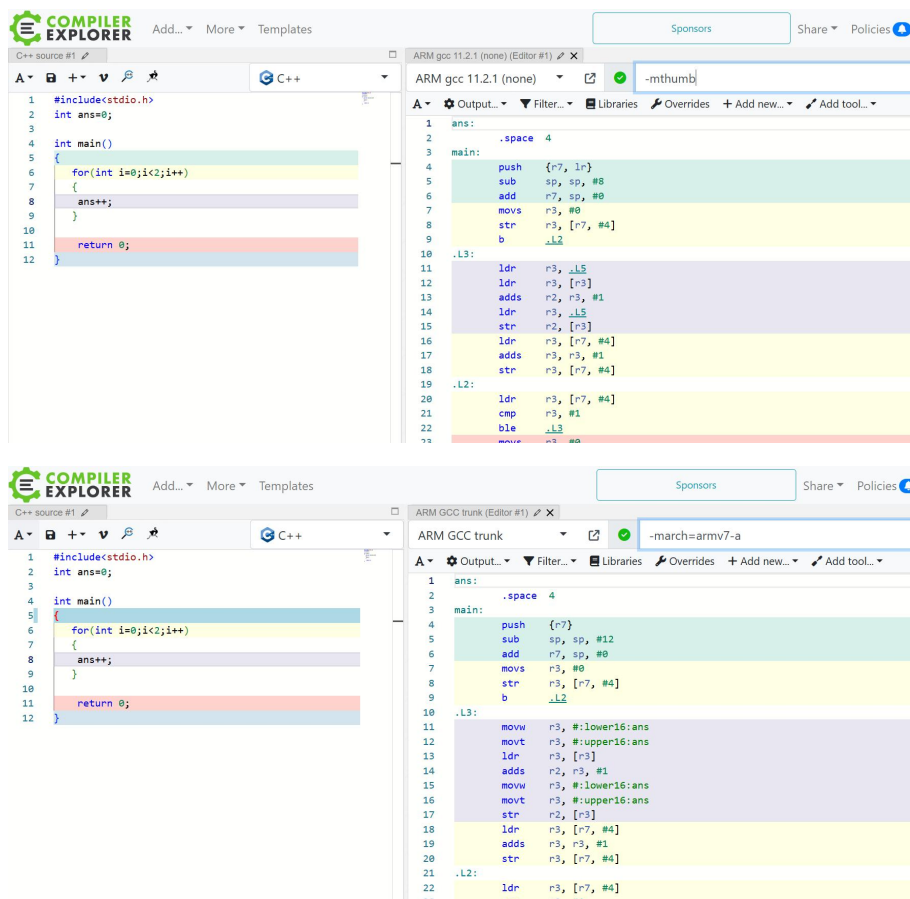 COMPILER EXPLORER Add... More Templates Sponsors Share Policies
C++ source #1 ARM gcc 11.2.1 (none) (Editor #1)
A C++ ARM gcc 11.2.1 (none) -mthumb
A Output... Filter... Libraries Overrides + Add new... Add tool...
1 #include<stdio.h>
2 int ans=0;
3
4 int main()
5 {
6 for(int i=0;i<2;i++)
7 {
8 ans++;
9 }
10
11 return 0;
12 }
1 ans:
2 .space 4
3 main:
4 push {r7, lr}
5 sub sp, sp, #8
6 add r7, sp, #0
7 movs r3, #0
8 str r3, [r7, #4]
9 b .L2
10 .L3:
11 ldr r3, .L5
12 ldr r3, [r3]
13 adds r2, r3, #1
14 ldr r3, .L5
15 str r2, [r3]
16 ldr r3, [r7, #4]
17 adds r3, r3, #1
18 str r3, [r7, #4]
19 .L2:
20 ldr r3, [r7, #4]
21 cmp r3, #1
22 ble .L3
23 movs r3, #0
COMPILER EXPLORER Add... More Templates Sponsors Share Policies
C++ source #1 ARM GCC trunk (Editor #1)
A C++ ARM GCC trunk -march=armv7-a
A Output... Filter... Libraries Overrides + Add new... Add tool...
1 #include<stdio.h>
2 int ans=0;
3
4 int main()
5 {
6 for(int i=0;i<2;i++)
7 {
8 ans++;
9 }
10
11 return 0;
12 }
1 ans:
2 .space 4
3 main:
4 push {r7}
5 sub sp, sp, #12
6 add r7, sp, #0
7 movs r3, #0
8 str r3, [r7, #4]
9 b .L2
10 .L3:
11 movw r3, #:lower16:ans
12 movt r3, #:upper16:ans
13 ldr r3, [r3]
14 adds r2, r3, #1
15 movw r3, #:lower16:ans
16 movt r3, #:upper16:ans
17 str r2, [r3]
18 ldr r3, [r7, #4]
19 adds r3, r3, #1
20 str r3, [r7, #4]
21 .L2:
22 ldr r3, [r7, #4]